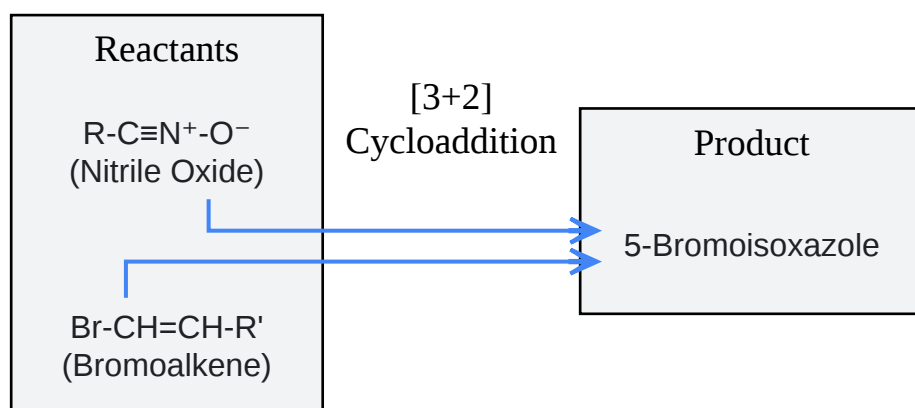 Reactants
R-C≡N⁺-O⁻
(Nitrile Oxide)
Br-CH=CH-R'
(Bromoalkene)
[3+2]
Cycloaddition
Product
5-Bromoisoxazole